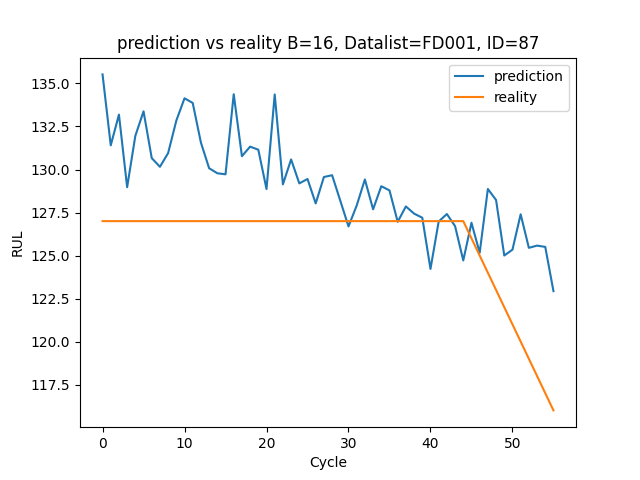 prediction vs reality B=16, Datalist=FD001, ID=87
prediction
reality
135.0
132.5
130.0
127.5
125.0
122.5
120.0
117.5
RUL
0 10 20 30 40 50
Cycle